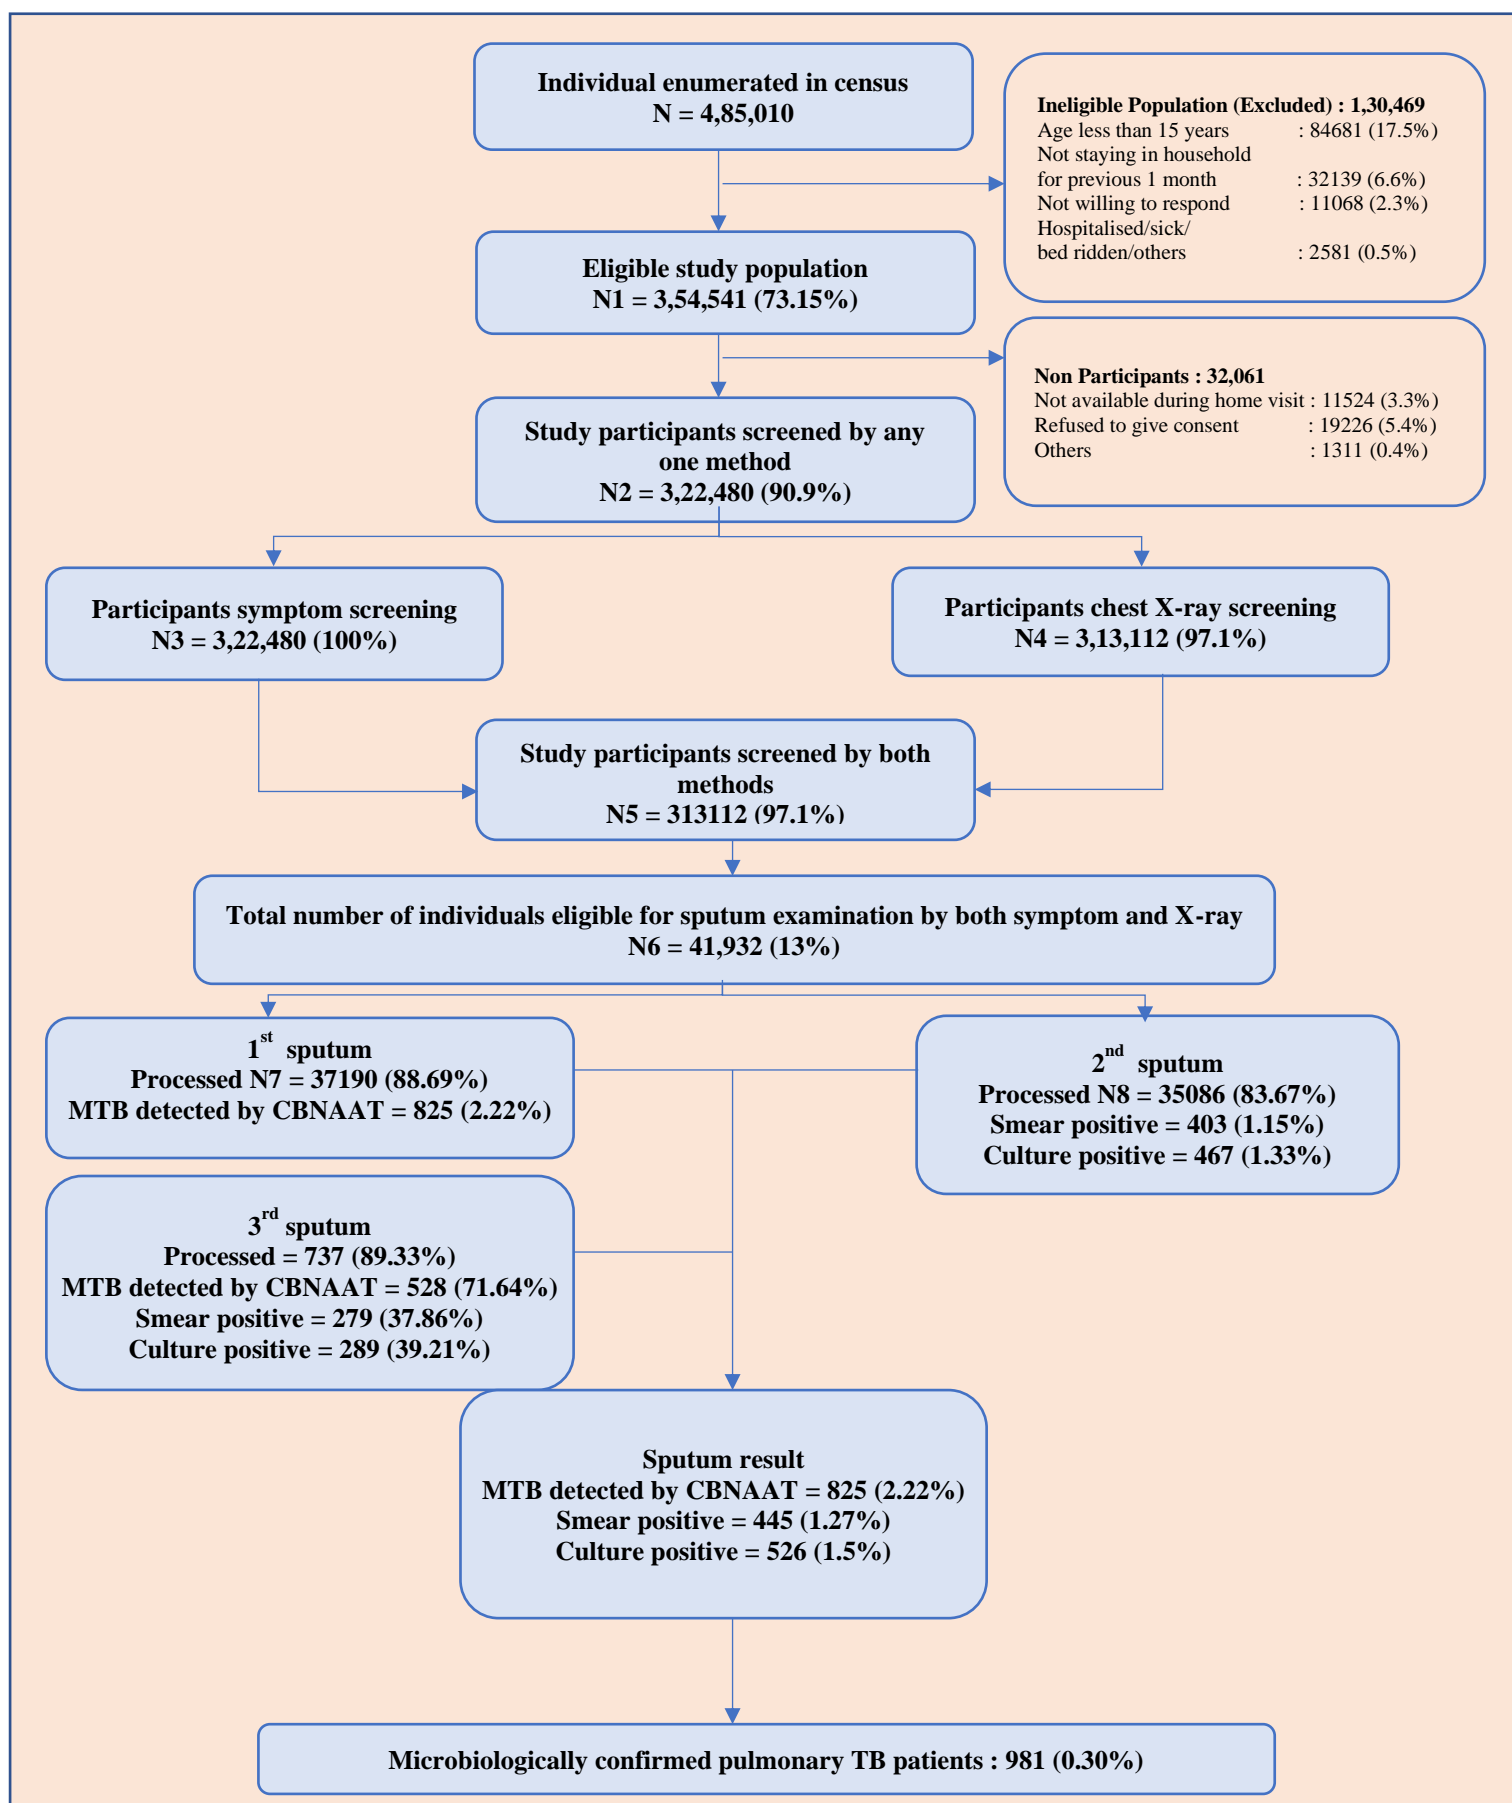 Individual enumerated in census
N = 4,85,010
Ineligible Population (Excluded) : 1,30,469
Age less than 15 years : 84681 (17.5%)
Not staying in household
for previous 1 month : 32139 (6.6%)
Not willing to respond : 11068 (2.3%)
Hospitalised/sick/
bed ridden/others : 2581 (0.5%)
Eligible study population
N1 = 3,54,541 (73.15%)
Non Participants : 32,061
Not available during home visit : 11524 (3.3%)
Refused to give consent : 19226 (5.4%)
Others : 1311 (0.4%)
Study participants screened by any
one method
N2 = 3,22,480 (90.9%)
Participants symptom screening
N3 = 3,22,480 (100%)
Participants chest X-ray screening
N4 = 3,13,112 (97.1%)
Study participants screened by both
methods
N5 = 313112 (97.1%)
Total number of individuals eligible for sputum examination by both symptom and X-ray
N6 = 41,932 (13%)
1st sputum
Processed N7 = 37190 (88.69%)
MTB detected by CBNAAT = 825 (2.22%)
2nd sputum
Processed N8 = 35086 (83.67%)
Smear positive = 403 (1.15%)
Culture positive = 467 (1.33%)
3rd sputum
Processed = 737 (89.33%)
MTB detected by CBNAAT = 528 (71.64%)
Smear positive = 279 (37.86%)
Culture positive = 289 (39.21%)
Sputum result
MTB detected by CBNAAT = 825 (2.22%)
Smear positive = 445 (1.27%)
Culture positive = 526 (1.5%)
Microbiologically confirmed pulmonary TB patients : 981 (0.30%)